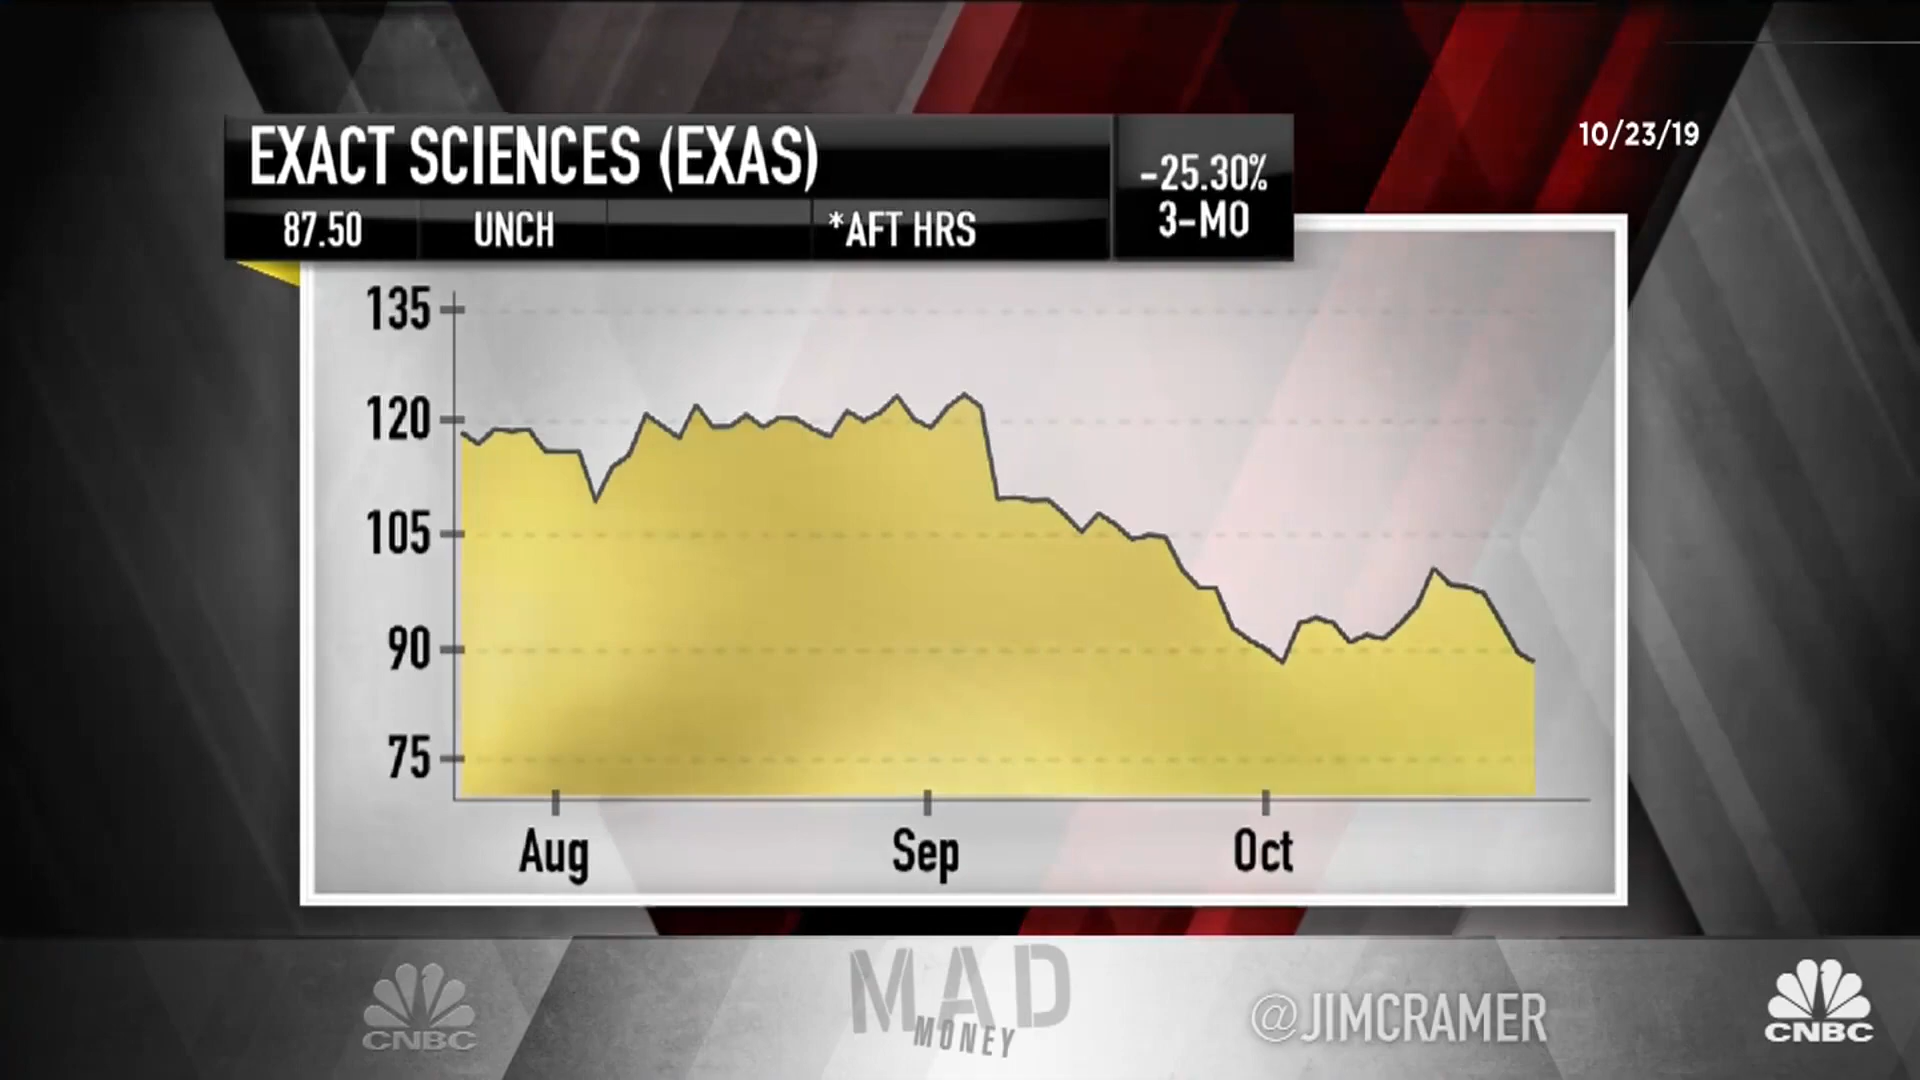 EXACT SCIENCES (EXAS)
87.50 UNCH *AFT HRS
-25.30%
3-MO
10/23/19
135
120
105
90
75
Aug Sep Oct
CNBC
MAD
MONEY
@JIMCRAMER
CNBC